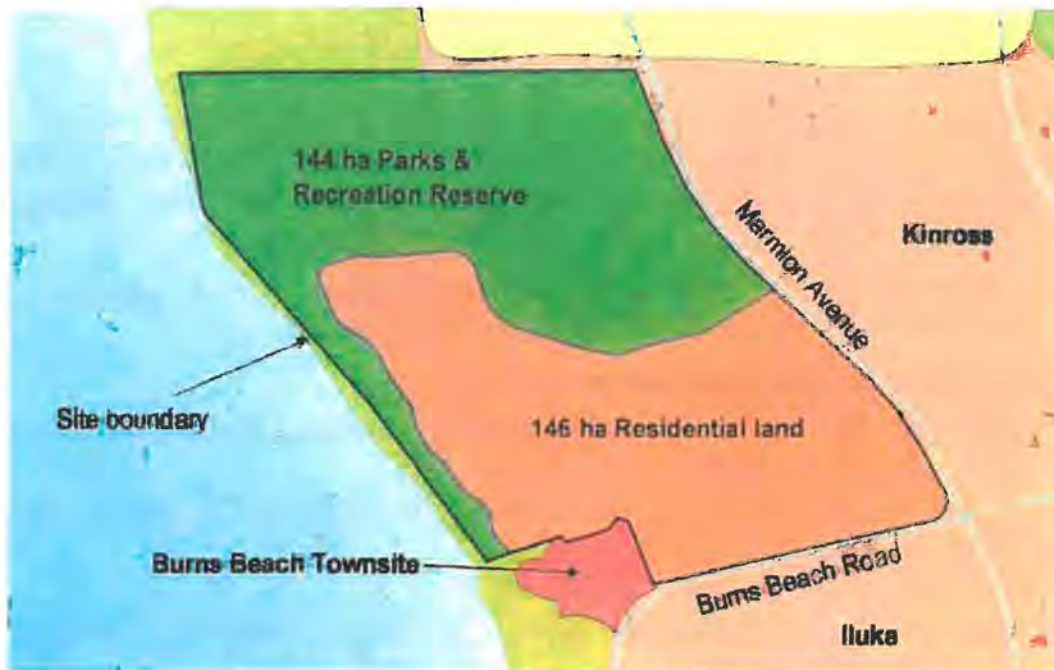 144 ha Parks &
Recreation Reserve
Marmion Avenue
Kinross
Site boundary
146 ha Residential land
Burns Beach Townsite
Burns Beach Road
Iluka